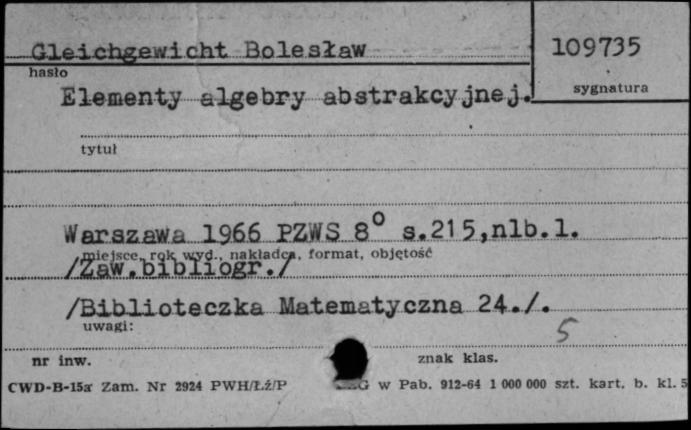 Gleichgewicht Bolesław
109735
hasło
sygnatura
Elementy algebry abstrakcyjnej.
tytuł
Warszawa 1966 PZWS 8° s.215,nlb.1.
miejsce, rok wyd., nakładca, format, objętość
/Zaw.bibliogr./
/Biblioteczka Matematyczna 24./.
uwagi:
5
nr inw.
znak klas.
CWD-B-15a Zam. Nr 2924 PWH/Łź/P
w Pab. 912-64 1 000 000 szt. kart. b. kl. 5